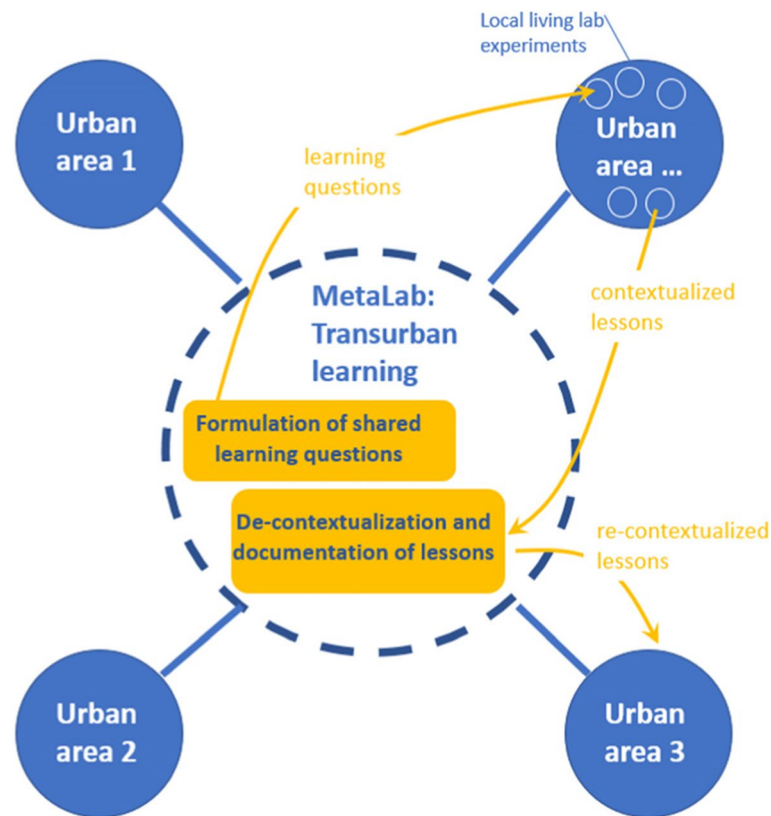 Local living lab
experiments
Urban
area 1
Urban
area ...
learning
questions
MetaLab:
Transurban
learning
contextualized
lessons
Formulation of shared
learning questions
De-contextualization and
documentation of lessons
re-contextualized
lessons
Urban
area 2
Urban
area 3